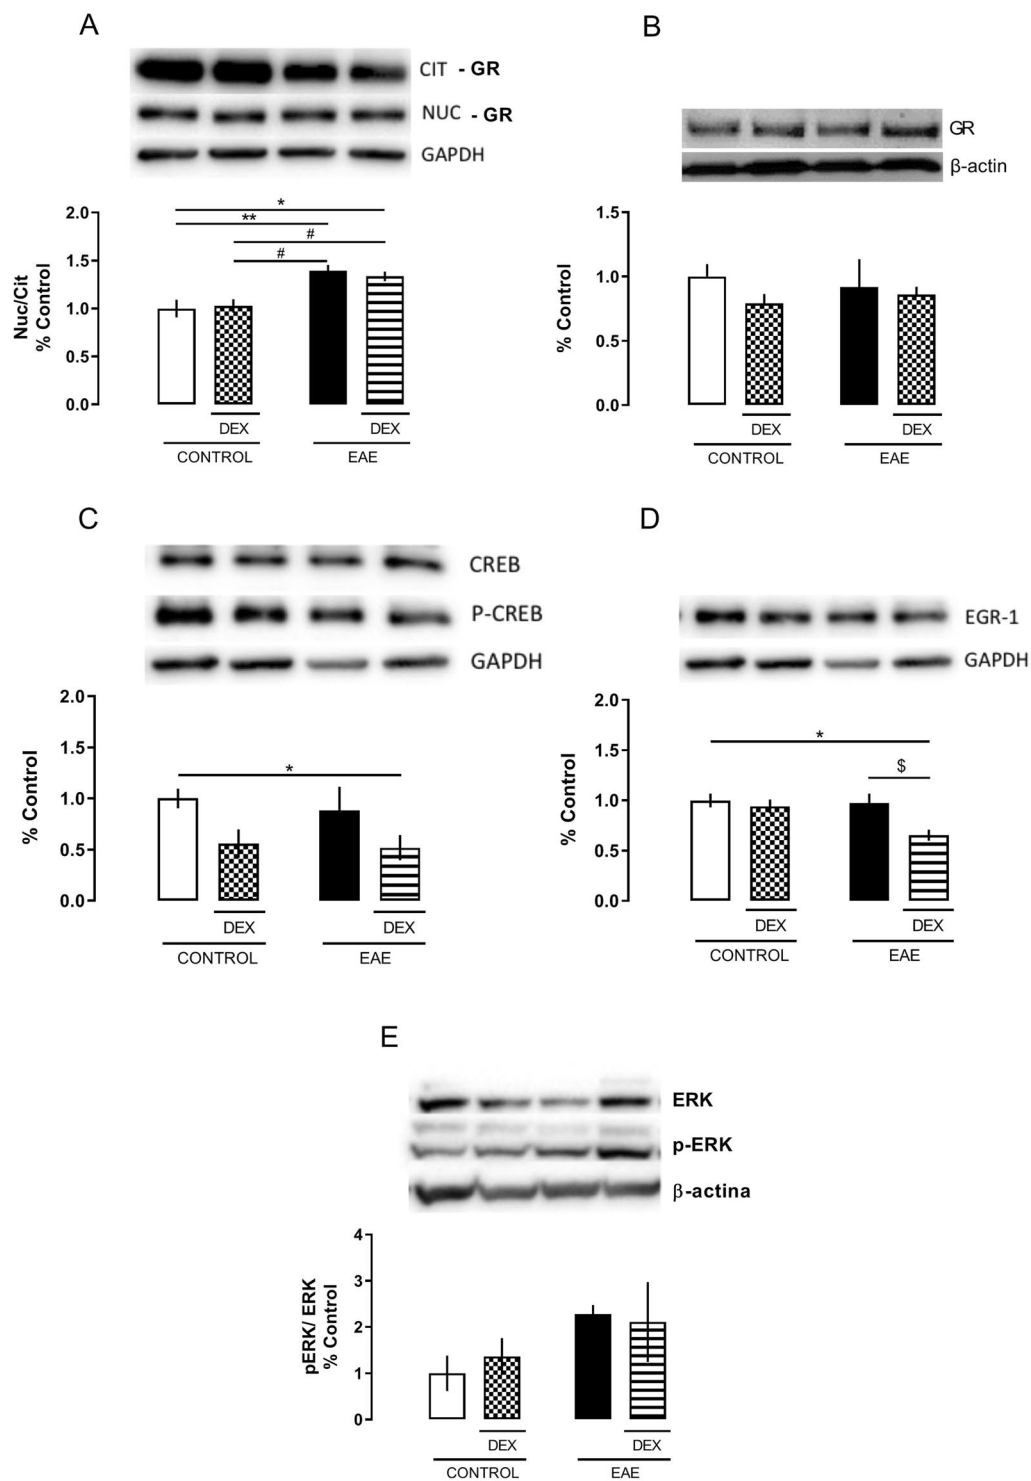 A
CIT - GR
NUC - GR
GAPDH
Nuc/Cit
% Control
2.0
1.5
1.0
0.5
0.0
*
**
#
#
DEX
DEX
CONTROL
EAE
B
GR
β-actin
% Control
1.5
1.0
0.5
0.0
DEX
DEX
CONTROL
EAE
C
CREB
P-CREB
GAPDH
% Control
2.0
1.5
1.0
0.5
0.0
*
DEX
DEX
CONTROL
EAE
D
EGR-1
GAPDH
% Control
2.0
1.5
1.0
0.5
0.0
*
$
DEX
DEX
CONTROL
EAE
E
ERK
p-ERK
β-actina
pERK/ ERK
% Control
4
3
2
1
0
DEX
DEX
CONTROL
EAE